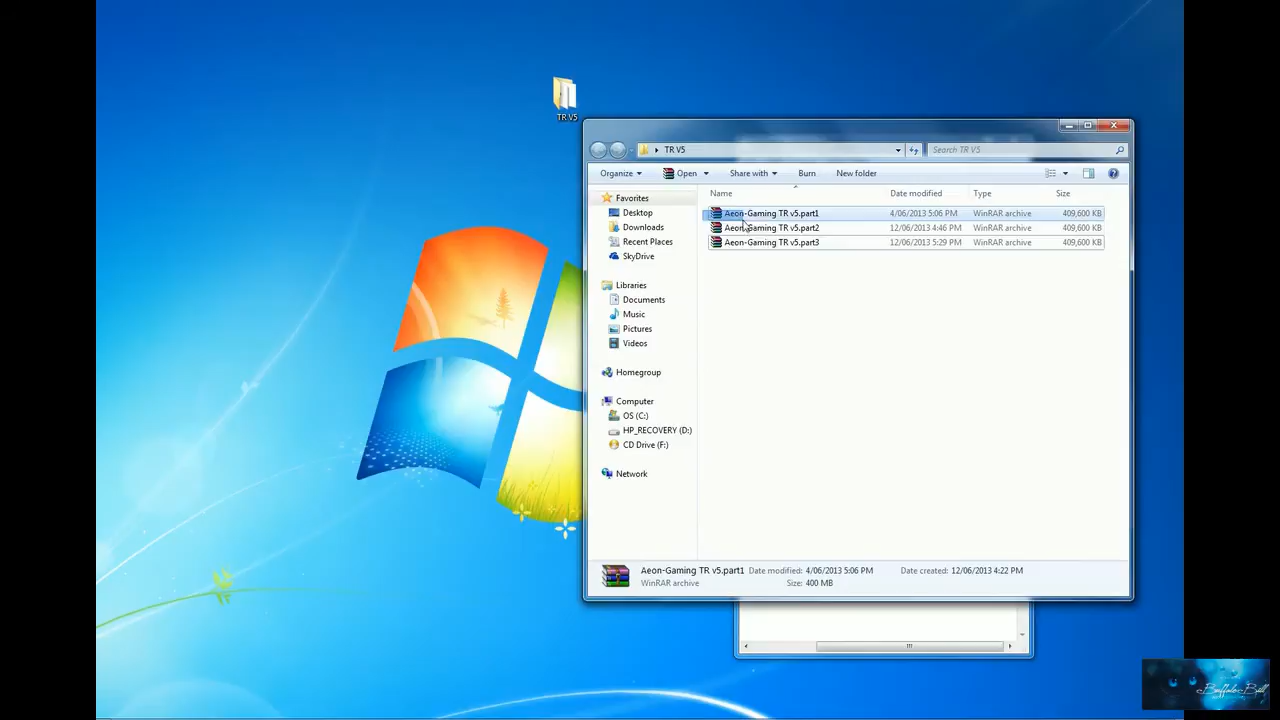 TR V5
TR V5
Search TR V5
Organize
Open
Share with
Burn
New folder
Name
Date modified
Type
Size
Favorites
Desktop
Downloads
Recent Places
SkyDrive
Libraries
Documents
Music
Pictures
Videos
Homegroup
Computer
OS (C:)
HP_RECOVERY (D:)
CD Drive (F:)
Network
Aeon-Gaming TR v5.part1 4/06/2013 5:06 PM WinRAR archive 409,600 KB
Aeon-Gaming TR v5.part2 12/06/2013 4:46 PM WinRAR archive 409,600 KB
Aeon-Gaming TR v5.part3 12/06/2013 5:29 PM WinRAR archive 409,600 KB
Aeon-Gaming TR v5.part1 Date modified: 4/06/2013 5:06 PM Date created: 12/06/2013 4:22 PM
WinRAR archive Size: 400 MB
BuffaloBill